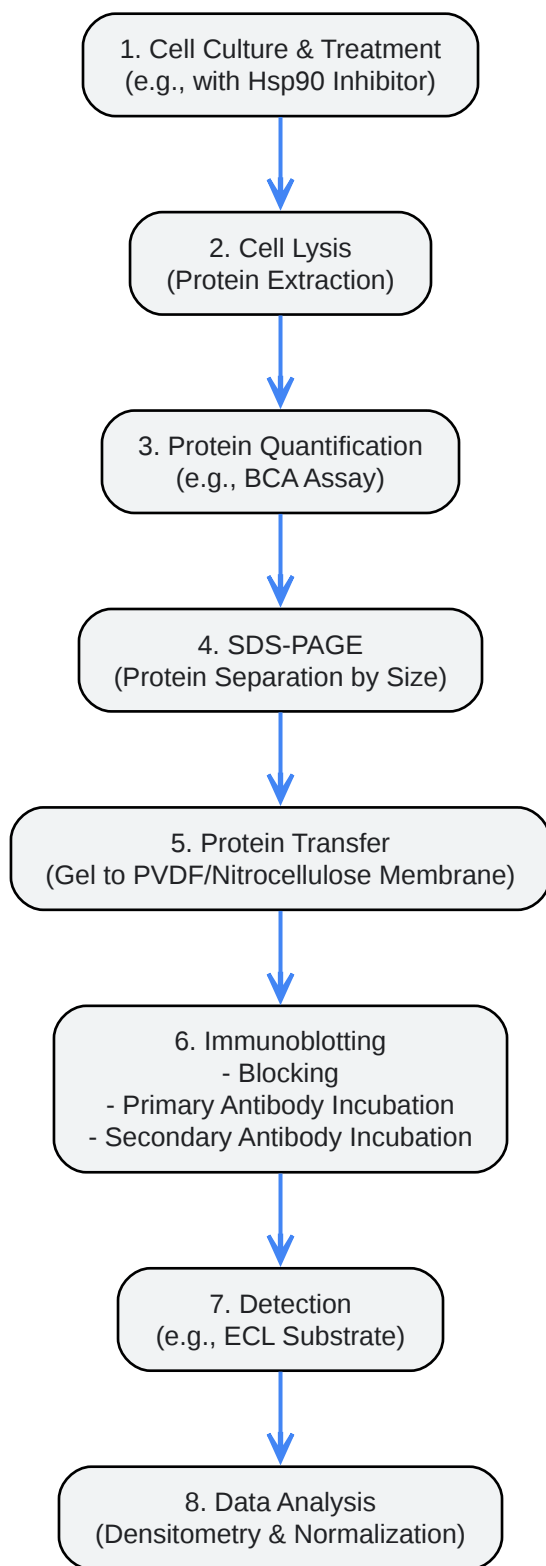 1. Cell Culture & Treatment
(e.g., with Hsp90 Inhibitor)
2. Cell Lysis
(Protein Extraction)
3. Protein Quantification
(e.g., BCA Assay)
4. SDS-PAGE
(Protein Separation by Size)
5. Protein Transfer
(Gel to PVDF/Nitrocellulose Membrane)
6. Immunoblotting
- Blocking
- Primary Antibody Incubation
- Secondary Antibody Incubation
7. Detection
(e.g., ECL Substrate)
8. Data Analysis
(Densitometry & Normalization)